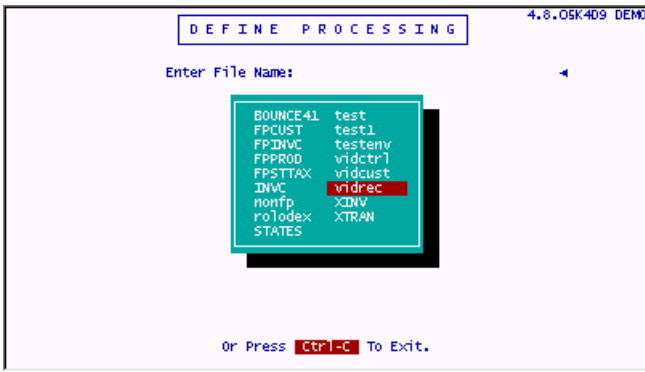 4.8.05K4D9 DEMO
DEFINE PROCESSING
Enter File Name:
BOUNCE41 test
FPCUST test1
FPINVC testenv
FPPROD vidctrl
FPSTTAX vidcust
INVC vidrec
nonfp XINV
rolodex XTRAN
STATES
Or Press Ctrl-C To Exit.